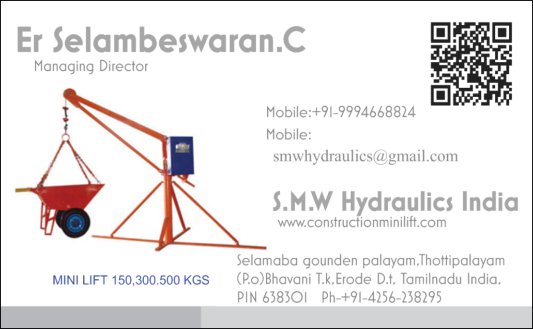 Er Selambeswaran.C
Managing Director
Mobile:+91-9994668824
Mobile:
smwhydraulics@gmail.com
S.M.W Hydraulics India
www.constructionminilift.com
Selamaba gounden palayam,Thottipalayam
(P.o)Bhavani T.k,Erode D.t, Tamilnadu India.
PIN 638301 Ph-+91-4256-238295
MINI LIFT 150,300.500 KGS